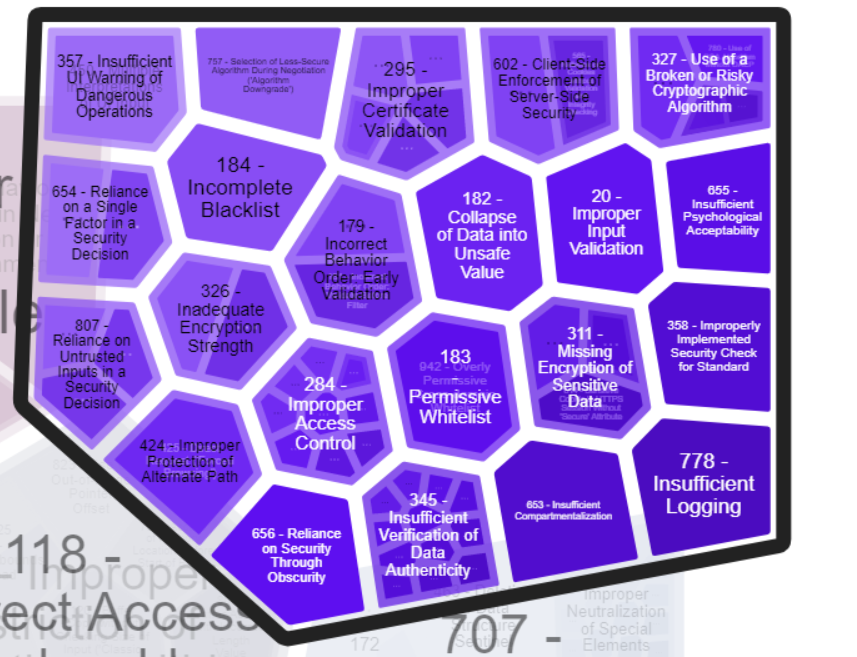 357 - Insufficient
UI Warning of
Dangerous
Operations
757 - Selection of Less-Secure
Algorithm During Negotiation
('Algorithm
Downgrade')
295 -
Improper
Certificate
Validation
602 - Client-Side
Enforcement of
Server-Side
Security
327 - Use of a
Broken or Risky
Cryptographic
Algorithm
654 - Reliance
on a Single
Factor in a
Security
Decision
184 -
Incomplete
Blacklist
179 -
Incorrect
Behavior
Order: Early
Validation
Filter
182 -
Collapse
of Data into
Unsafe
Value
20 -
Improper
Input
Validation
655 -
Insufficient
Psychological
Acceptability
807 -
Reliance on
Untrusted
Inputs in a
Security
Decision
326 -
Inadequate
Encryption
Strength
284 -
Improper
Access
Control
183
-
Permissive
Whitelist
942 - Overly
Permissive
311 -
Missing
Encryption of
Sensitive
Data
358 - Improperly
Implemented
Security Check
for Standard
424 - Improper
Protection of
Alternate Path
656 - Reliance
on Security
Through
Obscurity
345 -
Insufficient
Verification of
Data
Authenticity
653 - Insufficient
Compartmentalization
778 -
Insufficient
Logging
118 -
- Improper
ect Access
172
707 -
Improper
Neutralization
of Special
Elements